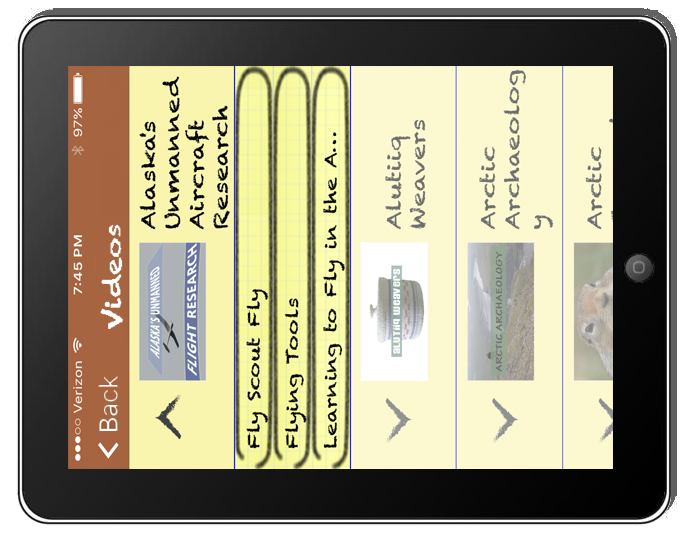 ●●●○○ Verizon 7:45 PM 97%
Back Videos
ALASKA'S UNMANNED
FLIGHT RESEARCH
Alaska's
Unmanned
Aircraft
Research
Fly Scout Fly
Flying Tools
Learning to Fly in the A...
alutiiq weavers
Alutiiq
Weavers
ARCTIC ARCHAEOLOGY
Arctic
Archaeolog
y
Arctic